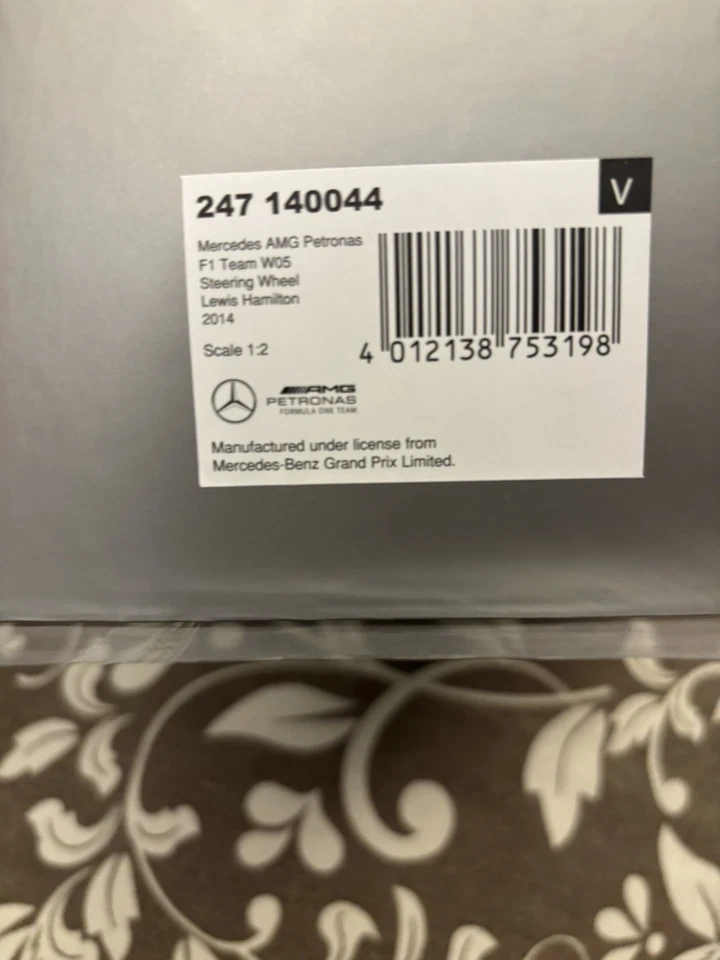 247 140044
V
Mercedes AMG Petronas
F1 Team W05
Steering Wheel
Lewis Hamilton
2014
Scale 1:2
4 012138 753198
AMG
PETRONAS
FORMULA ONE TEAM
Manufactured under license from
Mercedes-Benz Grand Prix Limited.